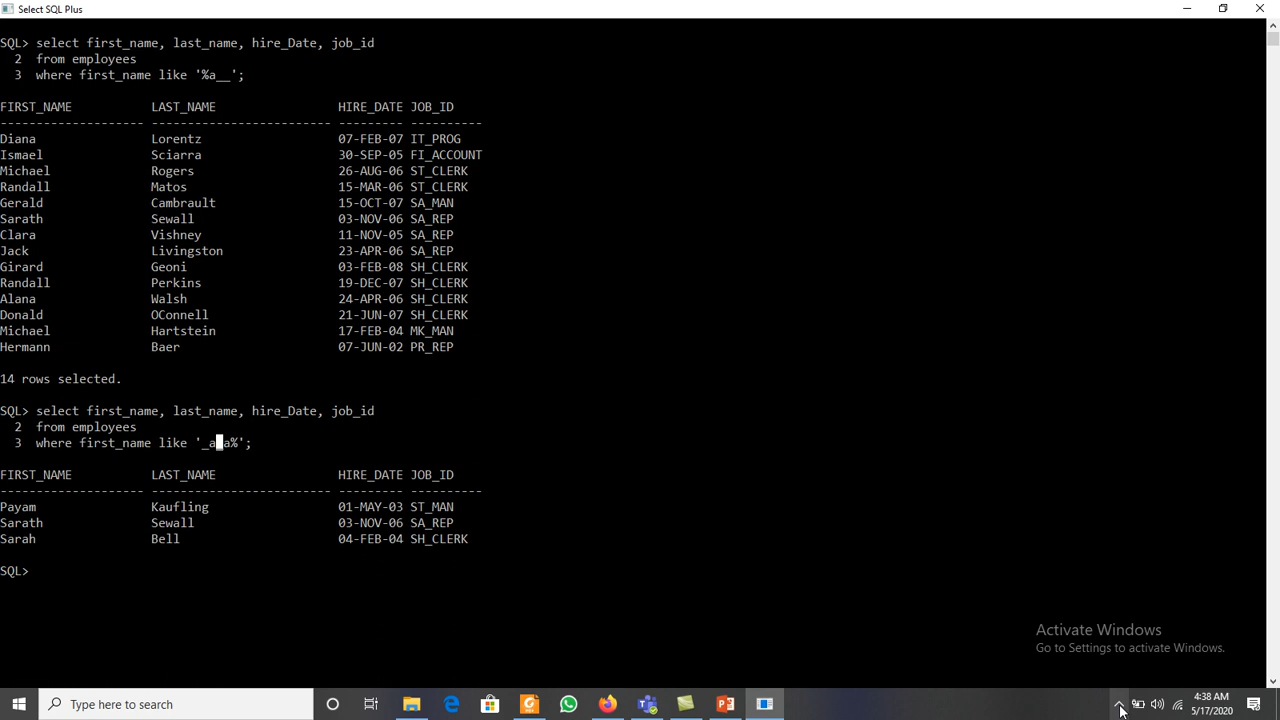 Select SQL Plus
SQL> select first_name, last_name, hire_Date, job_id
  2  from employees
  3  where first_name like '%a__';
FIRST_NAME           LAST_NAME                 HIRE_DATE JOB_ID
-------------------- ------------------------- --------- ----------
Diana                Lorentz                   07-FEB-07 IT_PROG
Ismael               Sciarra                   30-SEP-05 FI_ACCOUNT
Michael              Rogers                    26-AUG-06 ST_CLERK
Randall              Matos                     15-MAR-06 ST_CLERK
Gerald               Cambrault                 15-OCT-07 SA_MAN
Sarath               Sewall                    03-NOV-06 SA_REP
Clara                Vishney                   11-NOV-05 SA_REP
Jack                 Livingston                23-APR-06 SA_REP
Girard               Geoni                     03-FEB-08 SH_CLERK
Randall              Perkins                   19-DEC-07 SH_CLERK
Alana                Walsh                     24-APR-06 SH_CLERK
Donald               OConnell                  21-JUN-07 SH_CLERK
Michael              Hartstein                 17-FEB-04 MK_MAN
Hermann              Baer                      07-JUN-02 PR_REP
14 rows selected.
SQL> select first_name, last_name, hire_Date, job_id
  2  from employees
  3  where first_name like '_a_a%';
FIRST_NAME           LAST_NAME                 HIRE_DATE JOB_ID
-------------------- ------------------------- --------- ----------
Payam                Kaufling                  01-MAY-03 ST_MAN
Sarath               Sewall                    03-NOV-06 SA_REP
Sarah                Bell                      04-FEB-04 SH_CLERK
SQL>
Activate Windows
Go to Settings to activate Windows.
Type here to search
4:38 AM
5/17/2020